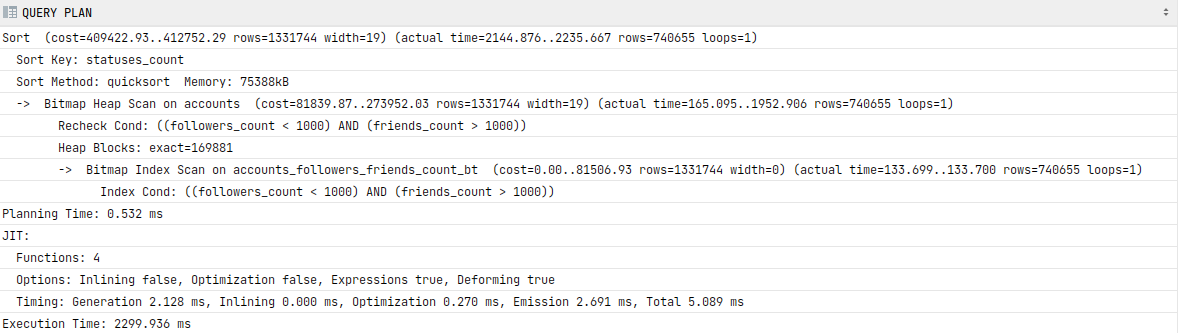 QUERY PLAN
Sort  (cost=409422.93..412752.29 rows=1331744 width=19) (actual time=2144.876..2235.667 rows=740655 loops=1)
  Sort Key: statuses_count
  Sort Method: quicksort  Memory: 75388kB
  ->  Bitmap Heap Scan on accounts  (cost=81839.87..273952.03 rows=1331744 width=19) (actual time=165.095..1952.906 rows=740655 loops=1)
        Recheck Cond: ((followers_count < 1000) AND (friends_count > 1000))
        Heap Blocks: exact=169881
        ->  Bitmap Index Scan on accounts_followers_friends_count_bt  (cost=0.00..81506.93 rows=1331744 width=0) (actual time=133.699..133.700 rows=740655 loops=1)
              Index Cond: ((followers_count < 1000) AND (friends_count > 1000))
Planning Time: 0.532 ms
JIT:
  Functions: 4
  Options: Inlining false, Optimization false, Expressions true, Deforming true
  Timing: Generation 2.128 ms, Inlining 0.000 ms, Optimization 0.270 ms, Emission 2.691 ms, Total 5.089 ms
Execution Time: 2299.936 ms